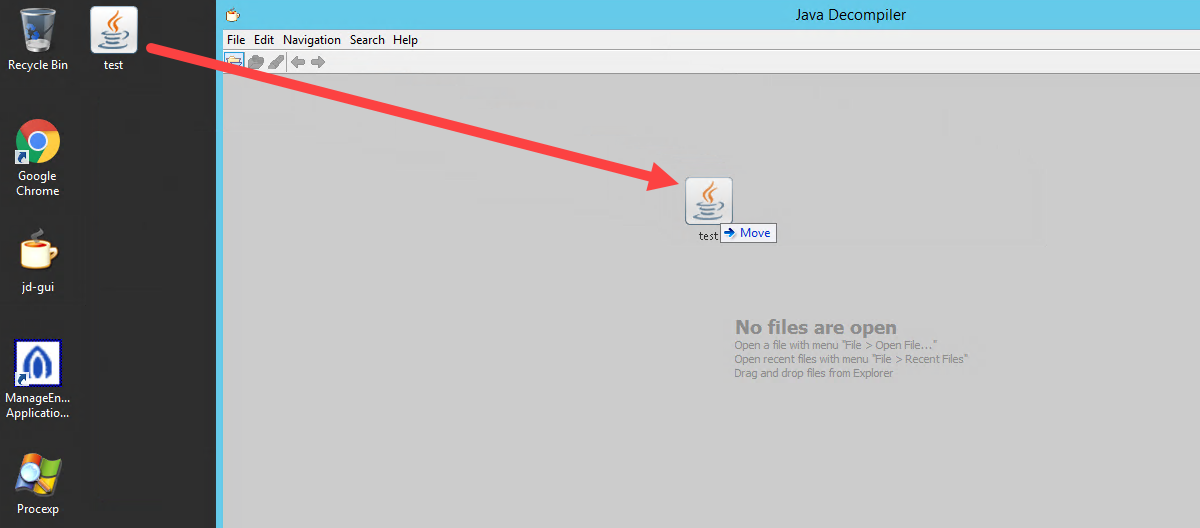 Recycle Bin
test
Google
Chrome
jd-gui
ManageEn...
Applicatio...
Procexp
Java Decompiler
File Edit Navigation Search Help
test
Move
No files are open
Open a file with menu "File > Open File..."
Open recent files with menu "File > Recent Files"
Drag and drop files from Explorer